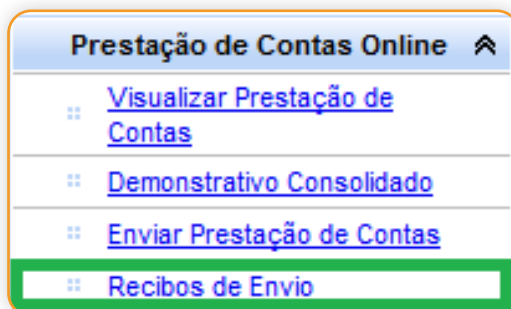 Prestação de Contas Online
Visualizar Prestação de
Contas
Demonstrativo Consolidado
Enviar Prestação de Contas
Recibos de Envio